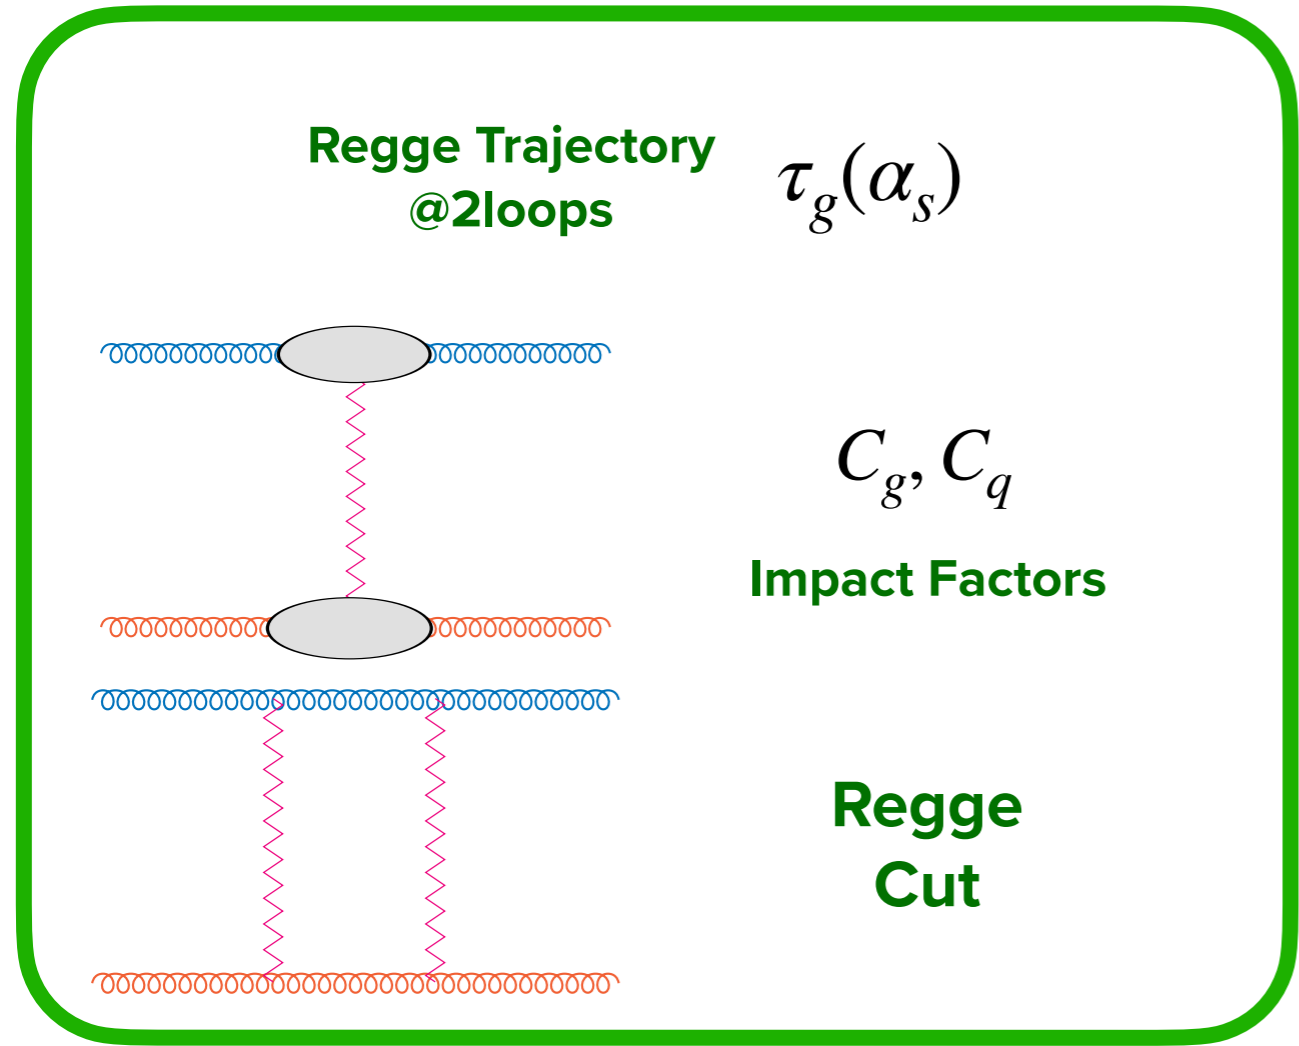 Regge Trajectory
@2loops
τg(αs)
Cg, Cq
Impact Factors
Regge
Cut